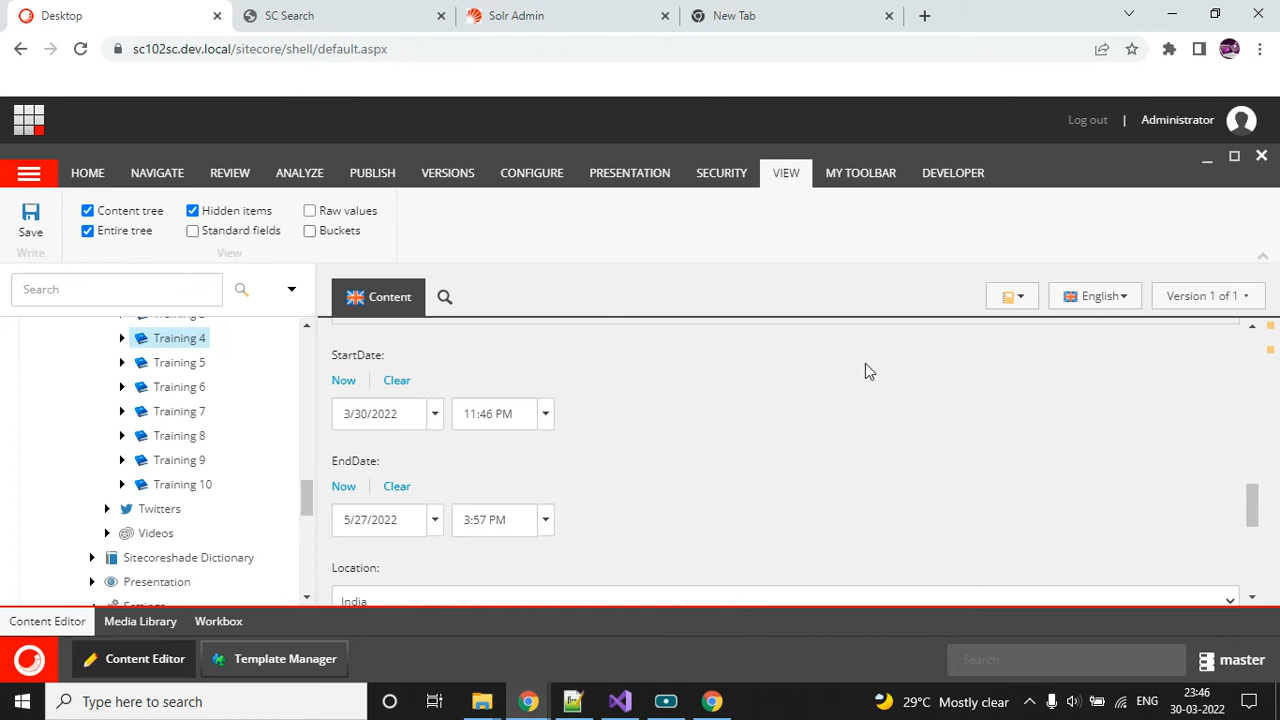 Desktop
SC Search
Solr Admin
New Tab
sc102sc.dev.local/sitecore/shell/default.aspx
Log out | Administrator
HOME NAVIGATE REVIEW ANALYZE PUBLISH VERSIONS CONFIGURE PRESENTATION SECURITY VIEW MY TOOLBAR DEVELOPER
Save
Write
Content tree
Hidden items
Raw values
Entire tree
Standard fields
Buckets
View
Search
Content
English
Version 1 of 1
Training 4
Training 5
Training 6
Training 7
Training 8
Training 9
Training 10
Twitters
Videos
Sitecoreshade Dictionary
Presentation
StartDate:
Now
Clear
3/30/2022
11:46 PM
EndDate:
Now
Clear
5/27/2022
3:57 PM
Location:
India
Content Editor
Media Library
Workbox
Content Editor
Template Manager
Search
master
Type here to search
29°C Mostly clear
ENG
23:46
30-03-2022